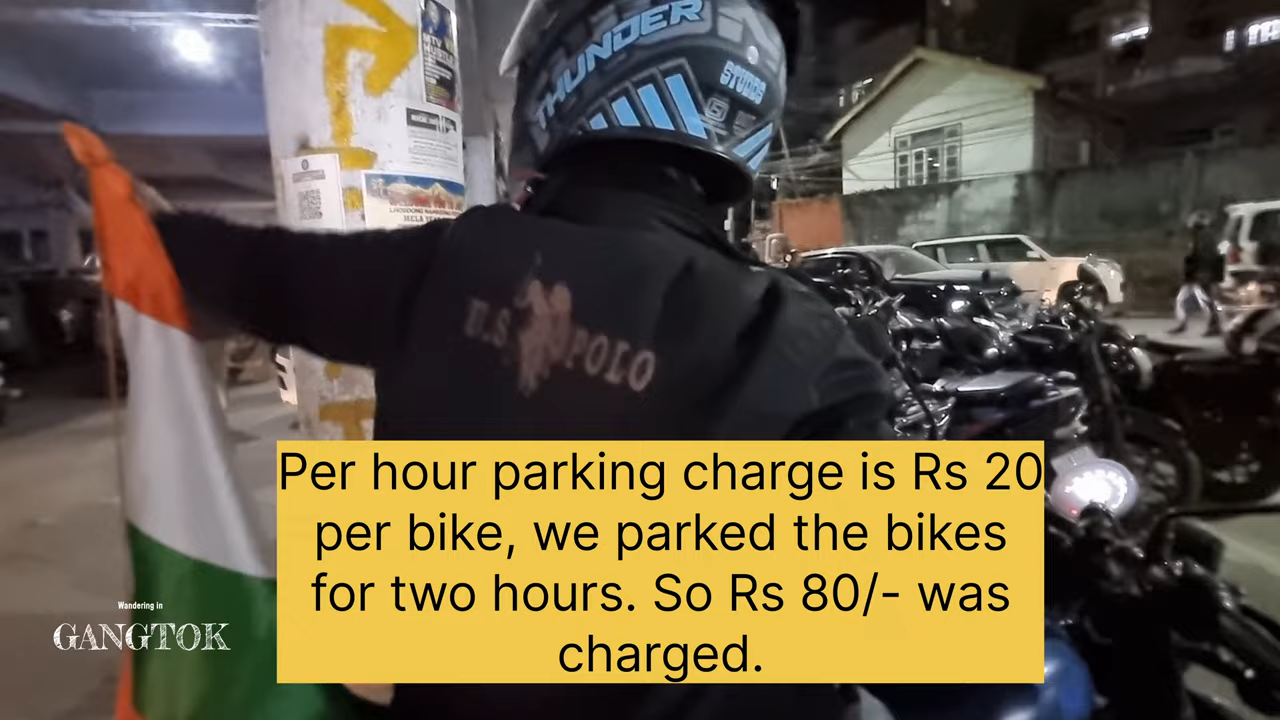 THUNDER
STUDDS
U.S POLO
Per hour parking charge is Rs 20
per bike, we parked the bikes
for two hours. So Rs 80/- was
charged.
Wandering in
GANGTOK